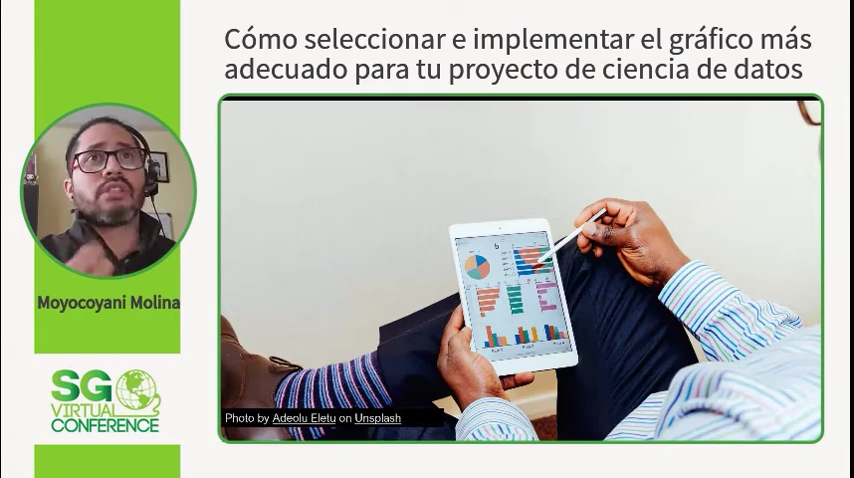 Cómo seleccionar e implementar el gráfico más
adecuado para tu proyecto de ciencia de datos
Moyocoyani Molina
SG
VIRTUAL
CONFERENCE
Photo by Adeolu Eletu on Unsplash